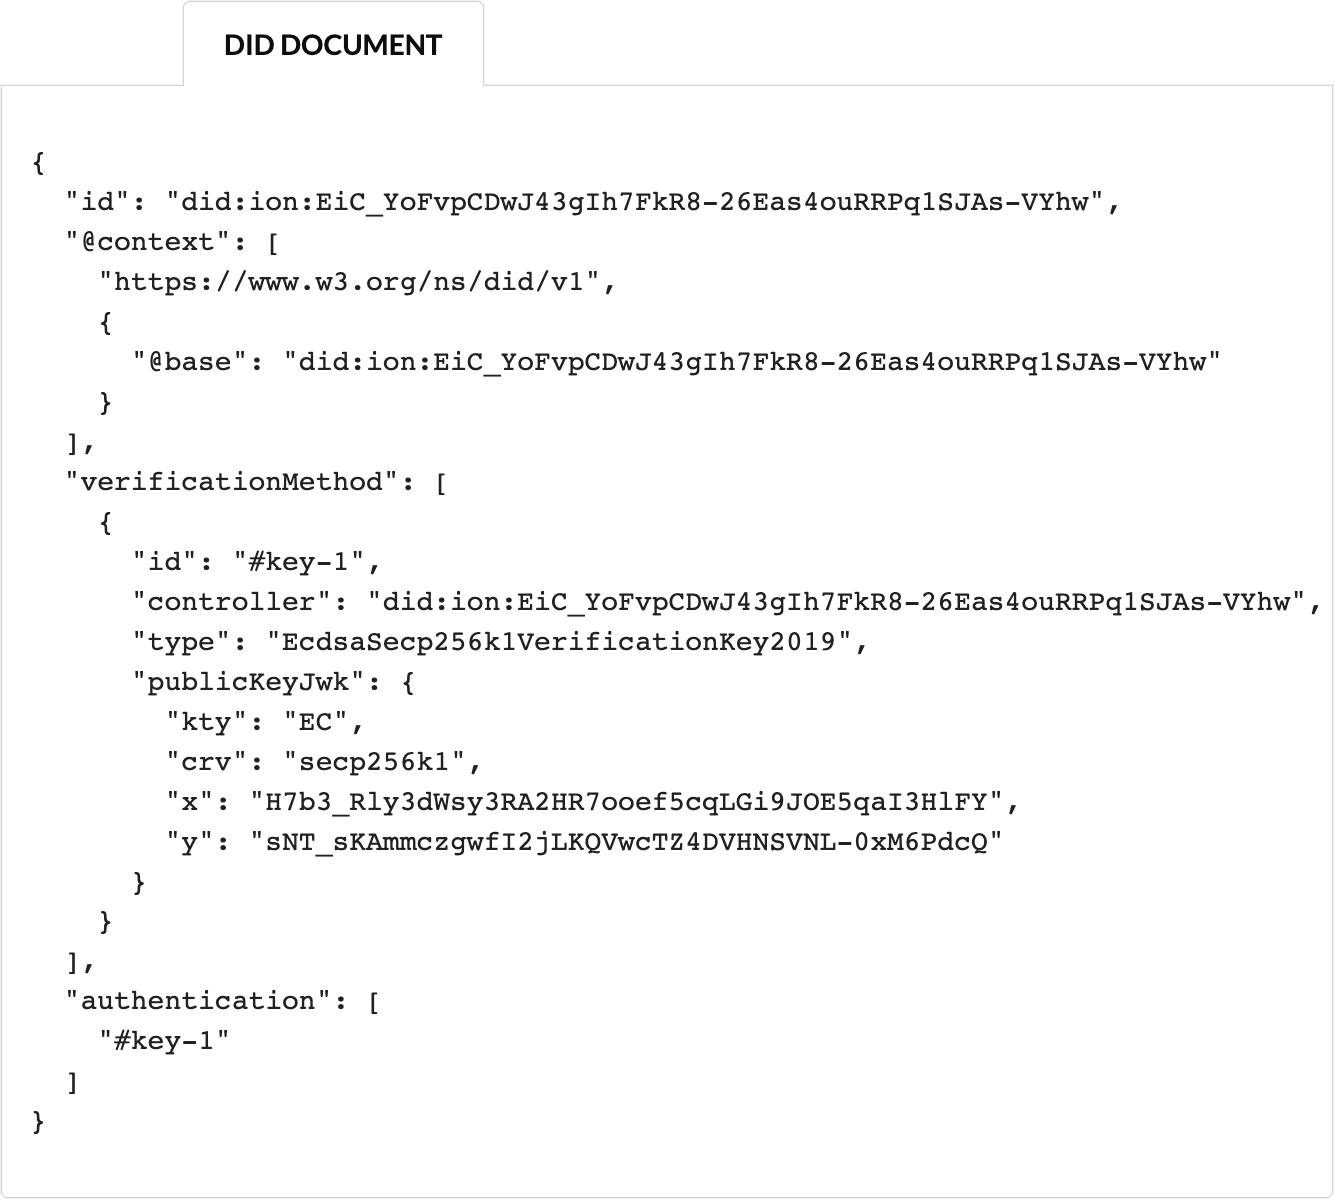 DID DOCUMENT
{
  "id": "did:ion:EiC_YoFvpCDwJ43gIh7FkR8-26Eas4ouRRPq1SJAs-VYhw",
  "@context": [
    "https://www.w3.org/ns/did/v1",
    {
      "@base": "did:ion:EiC_YoFvpCDwJ43gIh7FkR8-26Eas4ouRRPq1SJAs-VYhw"
    }
  ],
  "verificationMethod": [
    {
      "id": "#key-1",
      "controller": "did:ion:EiC_YoFvpCDwJ43gIh7FkR8-26Eas4ouRRPq1SJAs-VYhw",
      "type": "EcdsaSecp256k1VerificationKey2019",
      "publicKeyJwk": {
        "kty": "EC",
        "crv": "secp256k1",
        "x": "H7b3_Rly3dWsy3RA2HR7ooef5cqLGi9JOE5qaI3HlFY",
        "y": "sNT_sKAmmczgwfI2jLKQVwcTZ4DVHNSVNL-0xM6PdcQ"
      }
    }
  ],
  "authentication": [
    "#key-1"
  ]
}